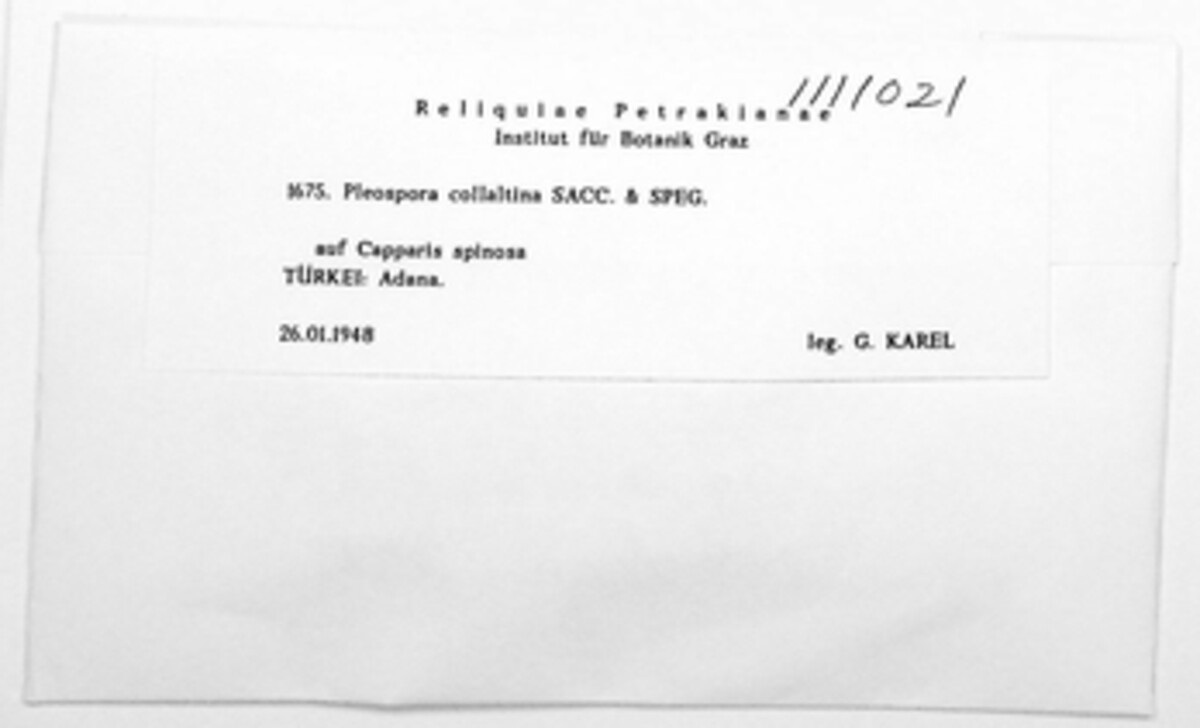 1111021
Reliquiae Petrakianae
Institut für Botanik Graz
1675. Pleospora collaltina SACC. & SPEG.
auf Capparis spinosa
TÜRKEI: Adana.
26.01.1948 leg. G. KAREL